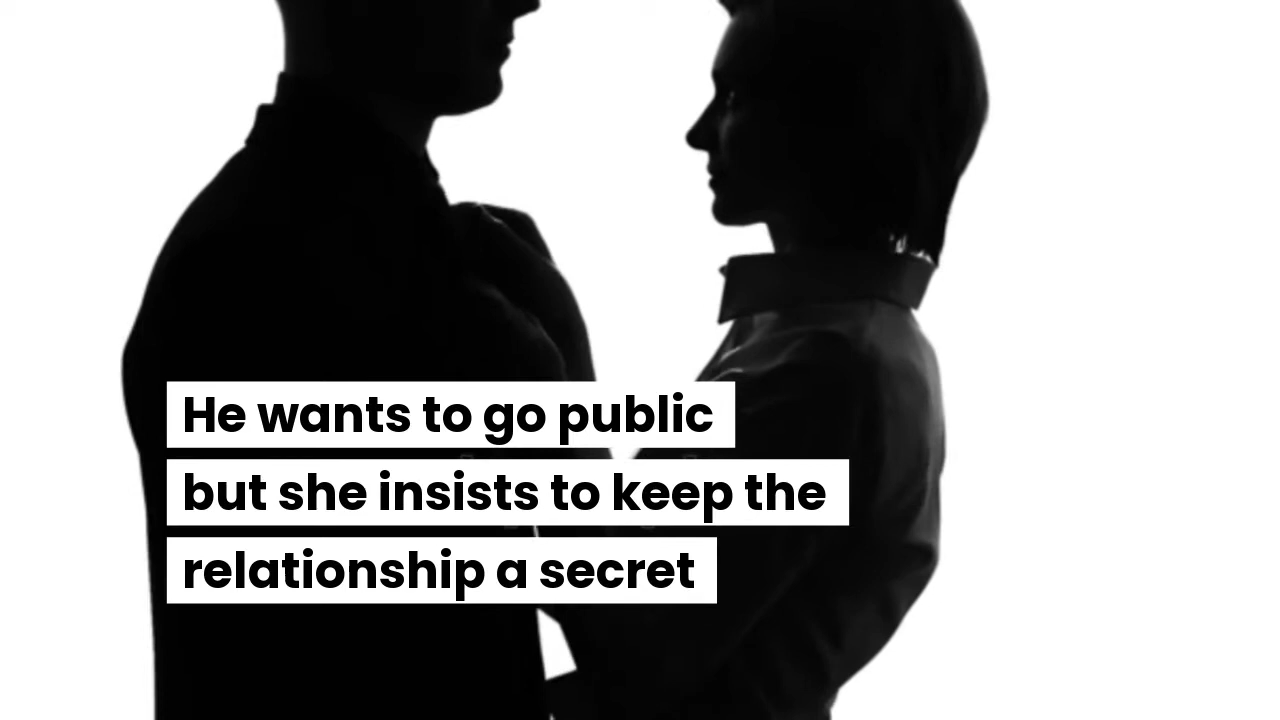 He wants to go public
but she insists to keep the
relationship a secret